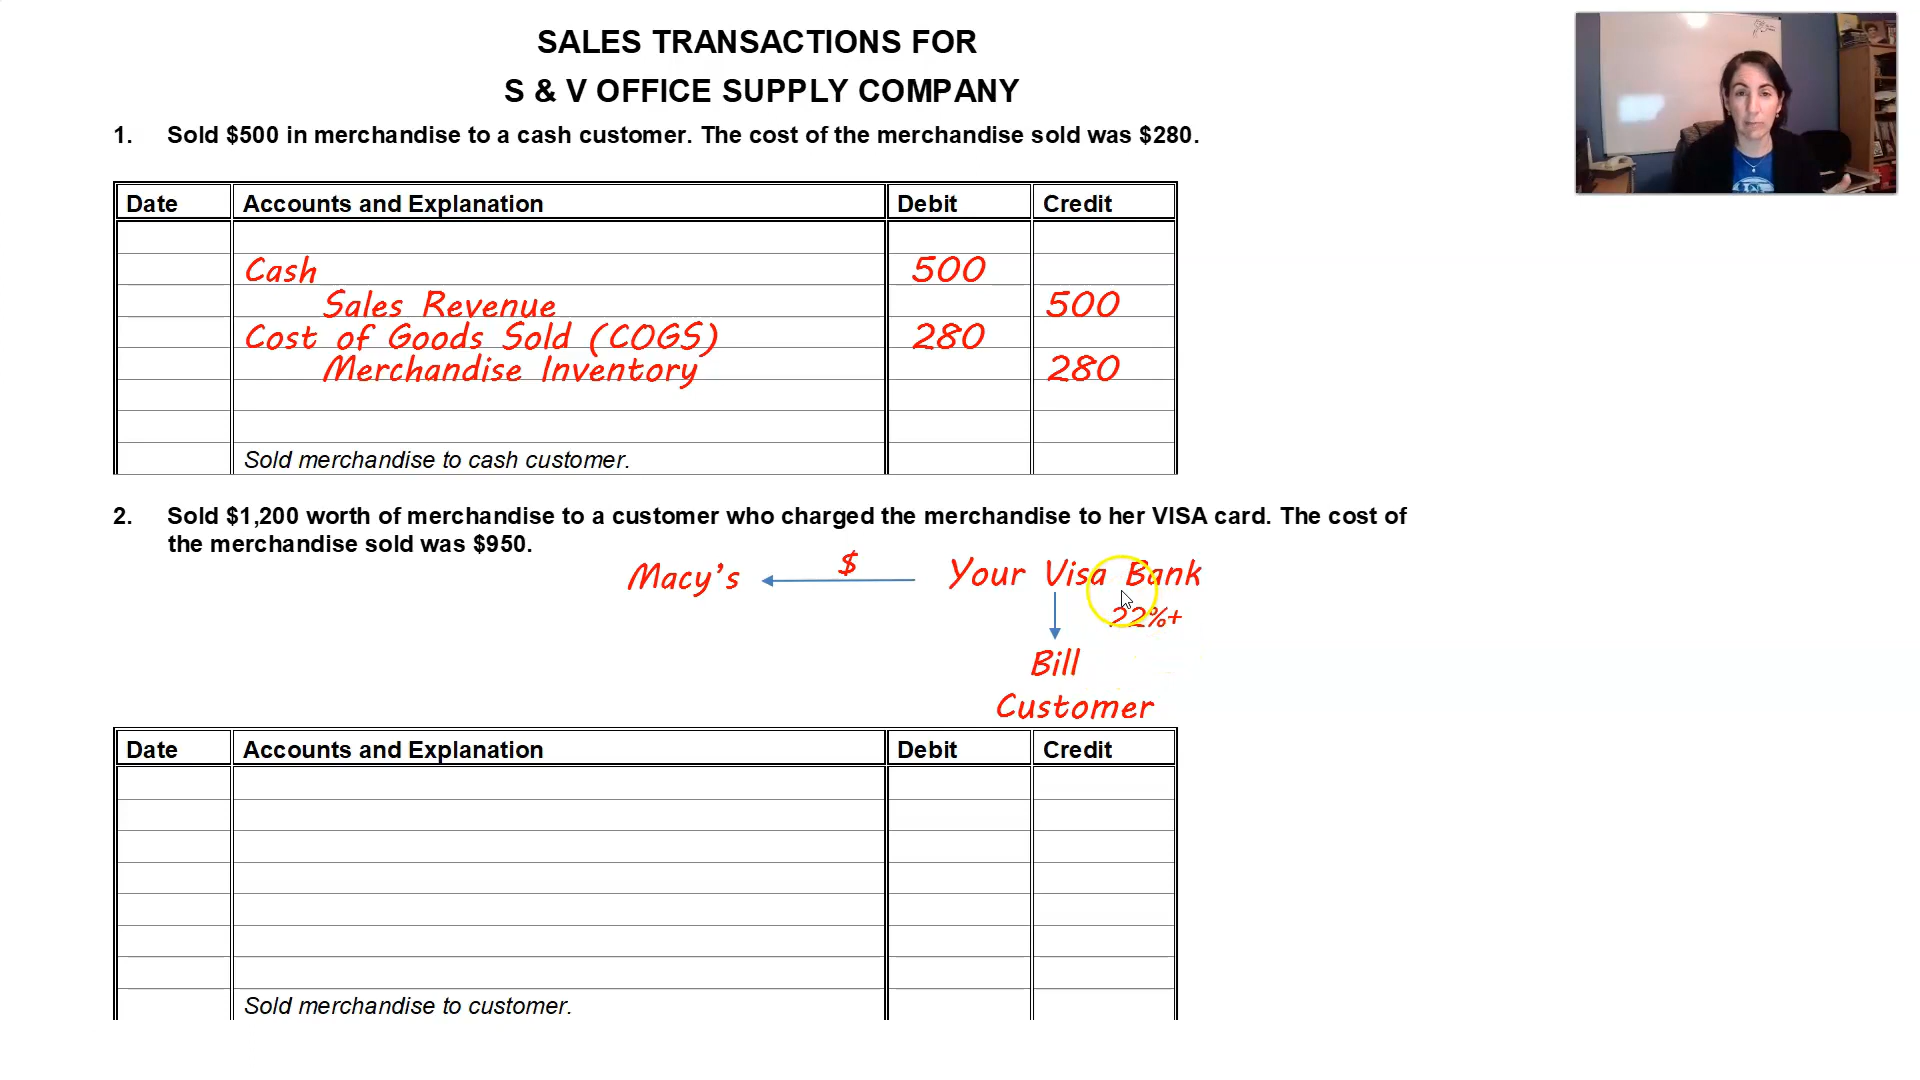 SALES TRANSACTIONS FOR
S & V OFFICE SUPPLY COMPANY
1. Sold $500 in merchandise to a cash customer. The cost of the merchandise sold was $280.
Date Accounts and Explanation Debit Credit
Cash 500
Sales Revenue 500
Cost of Goods Sold (COGS) 280
Merchandise Inventory 280
Sold merchandise to cash customer.
2. Sold $1,200 worth of merchandise to a customer who charged the merchandise to her VISA card. The cost of
the merchandise sold was $950.
Macy's $ Your Visa Bank
22%+
Bill
Customer
Date Accounts and Explanation Debit Credit
Sold merchandise to customer.